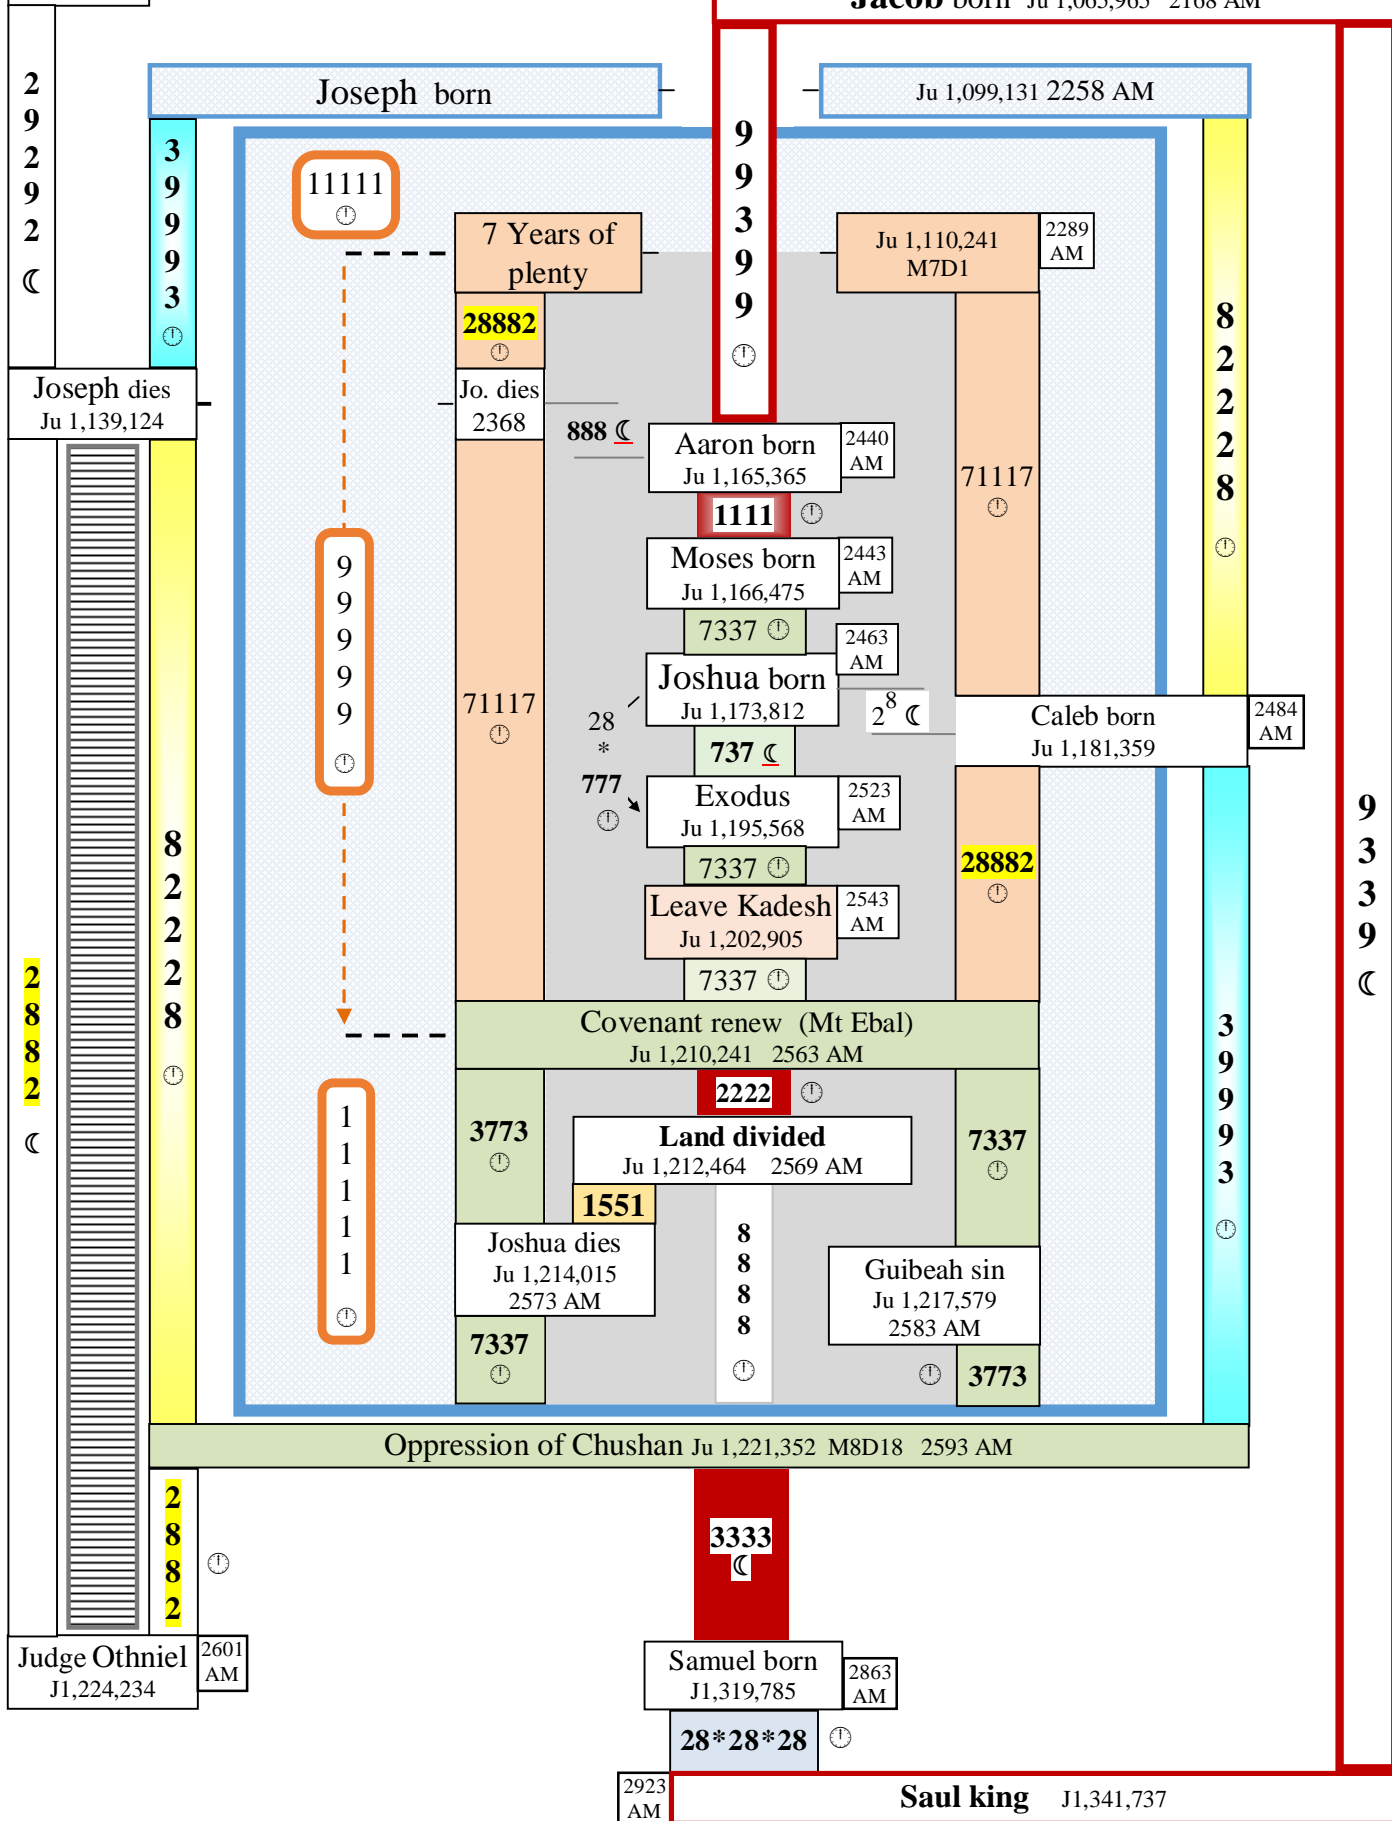 Jacob born Ju 1,065,965 2168 AM
2
9
2
9
2
☾
Joseph born
Ju 1,099,131 2258 AM
9
9
3
9
9
3
9
9
9
3
11111
7 Years of
plenty
Ju 1,110,241
M7D1
2289
AM
28882
8
2
2
2
8
Joseph dies
Ju 1,139,124
Jo. dies
2368
888 ☾
Aaron born
Ju 1,165,365
2440
AM
71117
1111
9
9
9
9
9
Moses born
Ju 1,166,475
2443
AM
7337
2463
AM
Joshua born
Ju 1,173,812
2⁸ ☾
71117
28
*
777
Caleb born
Ju 1,181,359
2484
AM
737 ☾
Exodus
Ju 1,195,568
2523
AM
9
3
3
9
☾
8
2
2
2
8
7337
28882
Leave Kadesh
Ju 1,202,905
2543
AM
7337
2
8
8
2
☾
Covenant renew (Mt Ebal)
Ju 1,210,241 2563 AM
3
9
9
9
3
2222
1
1
1
1
1
3773
Land divided
Ju 1,212,464 2569 AM
7337
1551
8
8
8
8
Joshua dies
Ju 1,214,015
2573 AM
Guibeah sin
Ju 1,217,579
2583 AM
7337
3773
Oppression of Chushan Ju 1,221,352 M8D18 2593 AM
2
8
8
2
3333
☾
Judge Othniel
J1,224,234
2601
AM
Samuel born
J1,319,785
2863
AM
28*28*28
2923
AM
Saul king J1,341,737